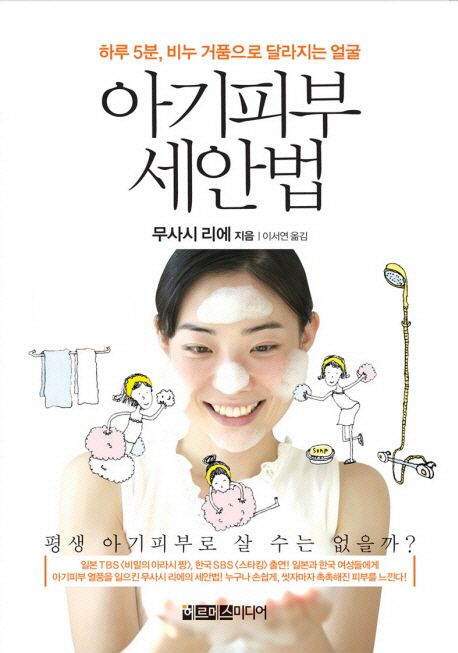 하루 5분, 비누 거품으로 달라지는 얼굴
아기피부
세안법
무사시 리에 지음 | 이서연 옮김
Soap
평생 아기피부로 살 수는 없을까?
일본 TBS 〈비밀의 아라시 짱〉, 한국 SBS 〈스타킹〉 출연! 일본과 한국 여성들에게
아기피부 열풍을 일으킨 무사시 리에의 세안법! 누구나 손쉽게, 씻자마자 촉촉해진 피부를 느낀다!
허르머스미디어